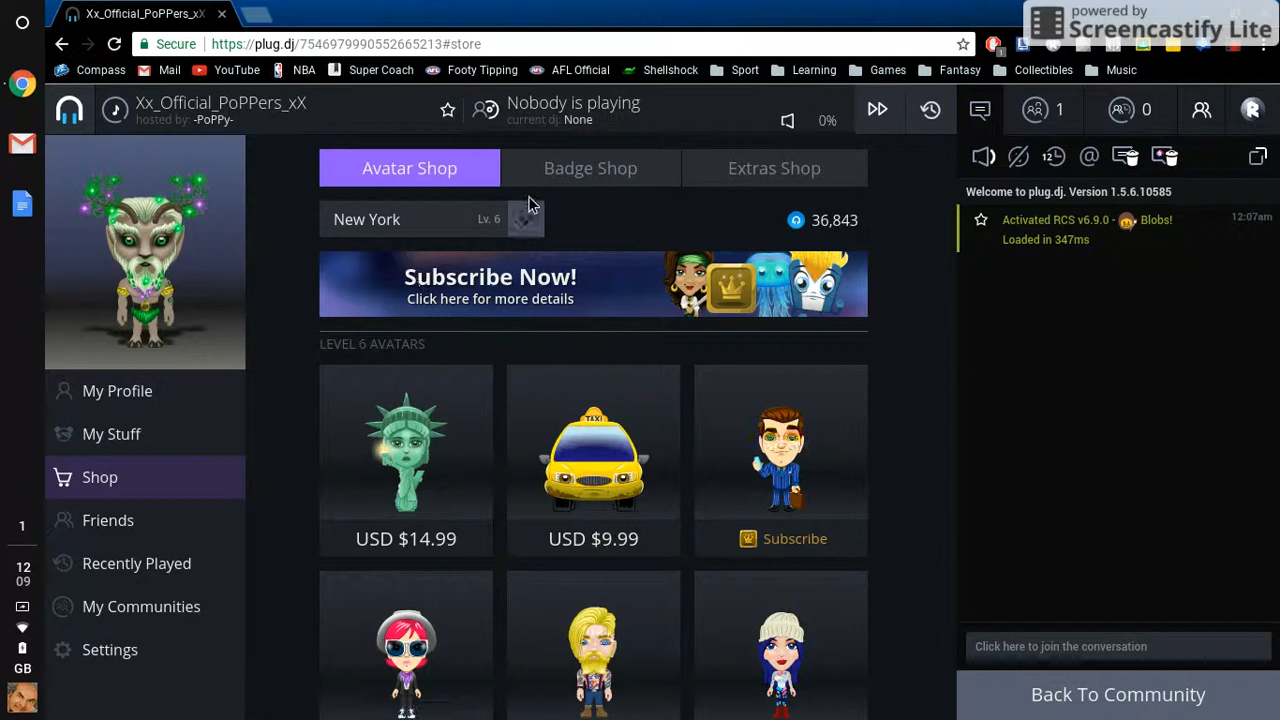 Xx_Official_PoPPers_xX
powered by
Screencastify Lite
Secure
https://plug.dj/7546979990552665213#store
Compass
Mail
YouTube
NBA
Super Coach
Footy Tipping
AFL Official
Shellshock
Sport
Learning
Games
Fantasy
Collectibles
Music
Xx_Official_PoPPers_xX
hosted by: -PoPPy-
Nobody is playing
current dj: None
0%
1
0
Avatar Shop
Badge Shop
Extras Shop
New York
Lv. 6
36,843
Subscribe Now!
Click here for more details
LEVEL 6 AVATARS
TAXI
USD $14.99
USD $9.99
Subscribe
My Profile
My Stuff
Shop
Friends
Recently Played
My Communities
Settings
12
Welcome to plug.dj. Version 1.5.6.10585
Activated RCS v6.9.0 - Blobs!
12:07am
Loaded in 347ms
Click here to join the conversation
Back To Community
1
12
09
GB